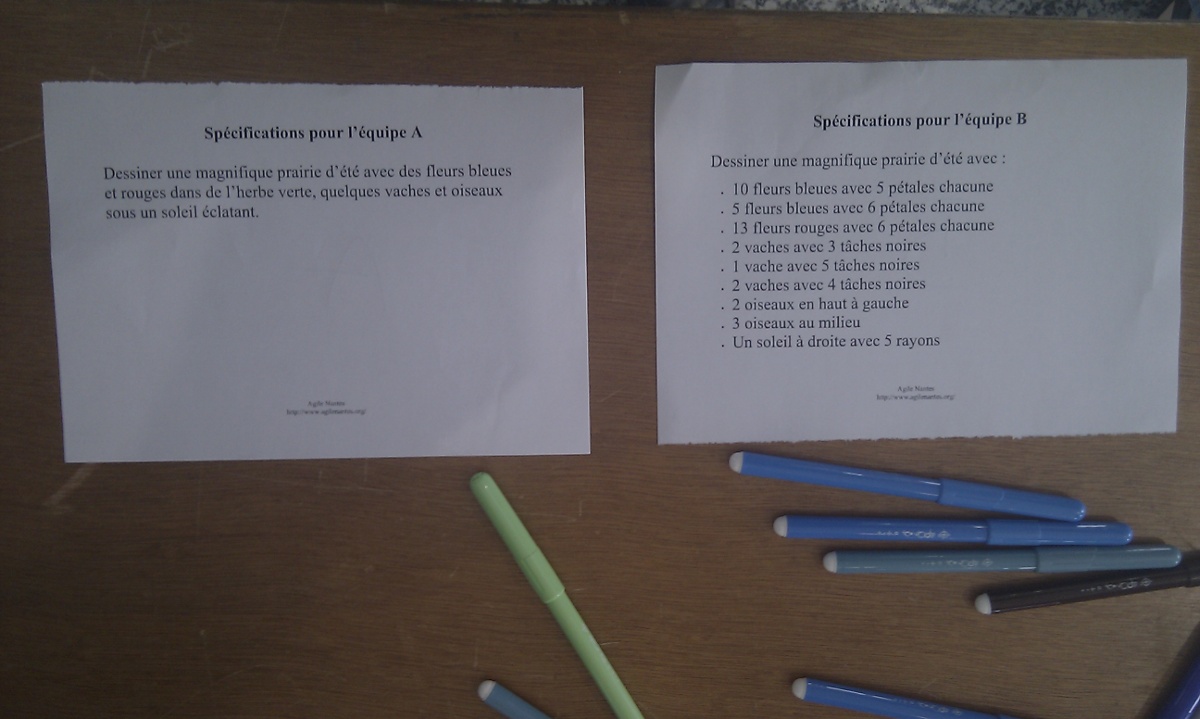 Spécifications pour l'équipe A
Dessiner une magnifique prairie d'été avec des fleurs bleues
et rouges dans de l'herbe verte, quelques vaches et oiseaux
sous un soleil éclatant.
Agile Nantes
http://www.agilenantes.org/
Spécifications pour l'équipe B
Dessiner une magnifique prairie d'été avec :
. 10 fleurs bleues avec 5 pétales chacune
. 5 fleurs bleues avec 6 pétales chacune
. 13 fleurs rouges avec 6 pétales chacune
. 2 vaches avec 3 tâches noires
. 1 vache avec 5 tâches noires
. 2 vaches avec 4 tâches noires
. 2 oiseaux en haut à gauche
. 3 oiseaux au milieu
. Un soleil à droite avec 5 rayons
Agile Nantes
http://www.agilenantes.org/